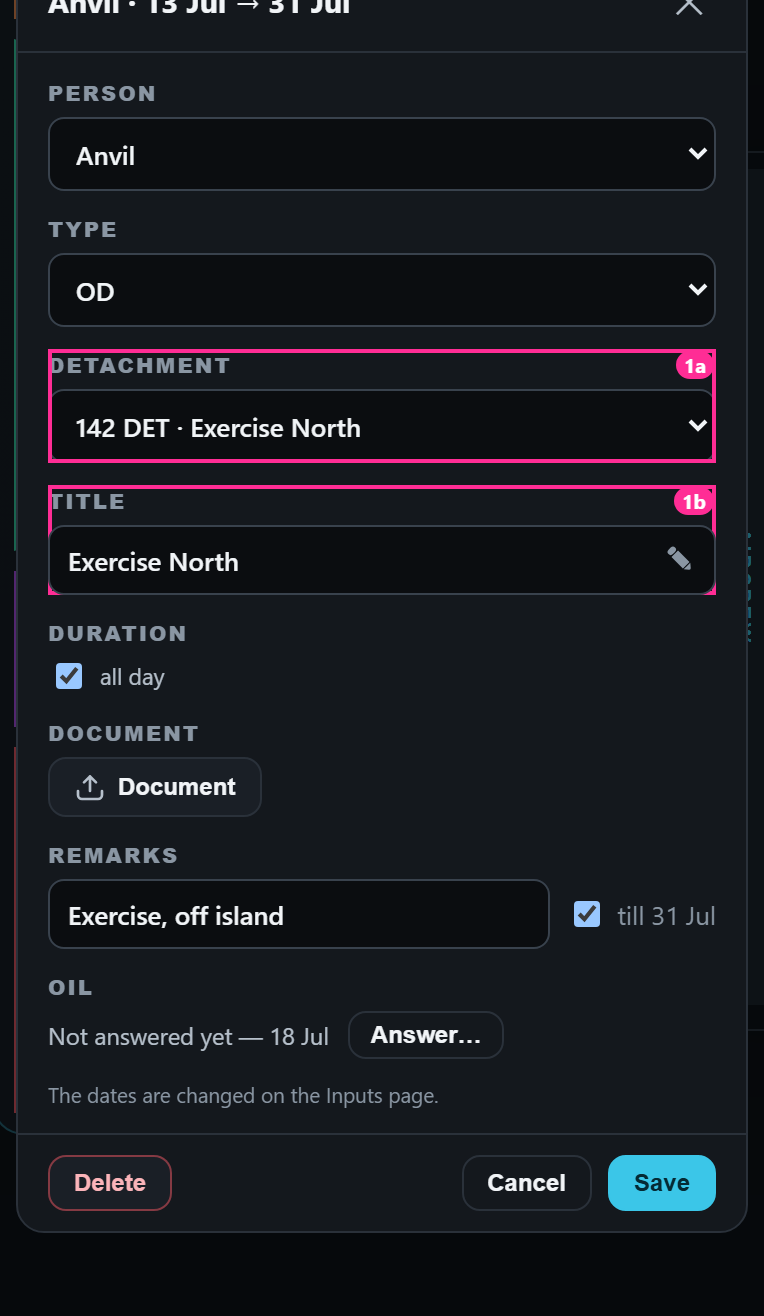 Anvil · 13 Jul → 31 Jul
PERSON
Anvil
TYPE
OD
DETACHMENT
1a
142 DET · Exercise North
TITLE
1b
Exercise North
DURATION
all day
DOCUMENT
Document
REMARKS
Exercise, off island
till 31 Jul
OIL
Not answered yet — 18 Jul
Answer…
The dates are changed on the Inputs page.
Delete
Cancel
Save